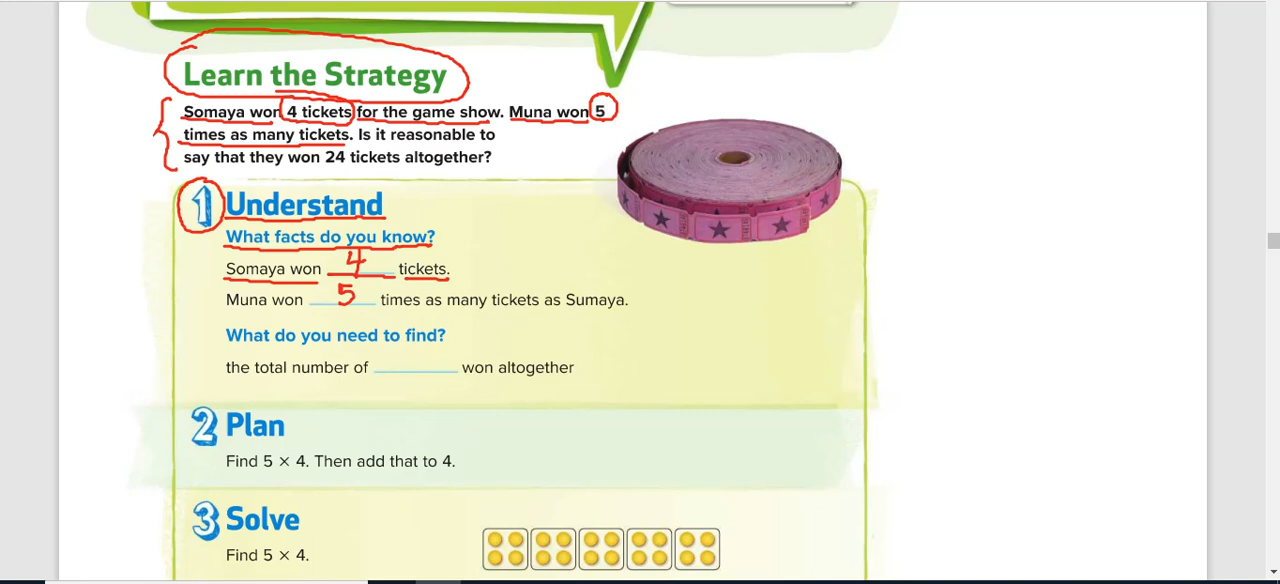 Learn the Strategy
Somaya won 4 tickets for the game show. Muna won 5
times as many tickets. Is it reasonable to
say that they won 24 tickets altogether?
1 Understand
What facts do you know?
Somaya won 4 tickets.
Muna won 5 times as many tickets as Sumaya.
What do you need to find?
the total number of ________ won altogether
2 Plan
Find 5 × 4. Then add that to 4.
3 Solve
Find 5 × 4.